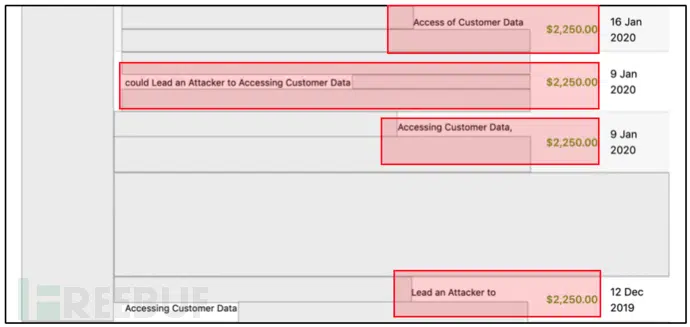 Access of Customer Data
$2,250.00
16 Jan
2020
could Lead an Attacker to Accessing Customer Data
$2,250.00
9 Jan
2020
Accessing Customer Data,
$2,250.00
9 Jan
2020
Lead an Attacker to
$2,250.00
12 Dec
2019
Accessing Customer Data
FREEBUF